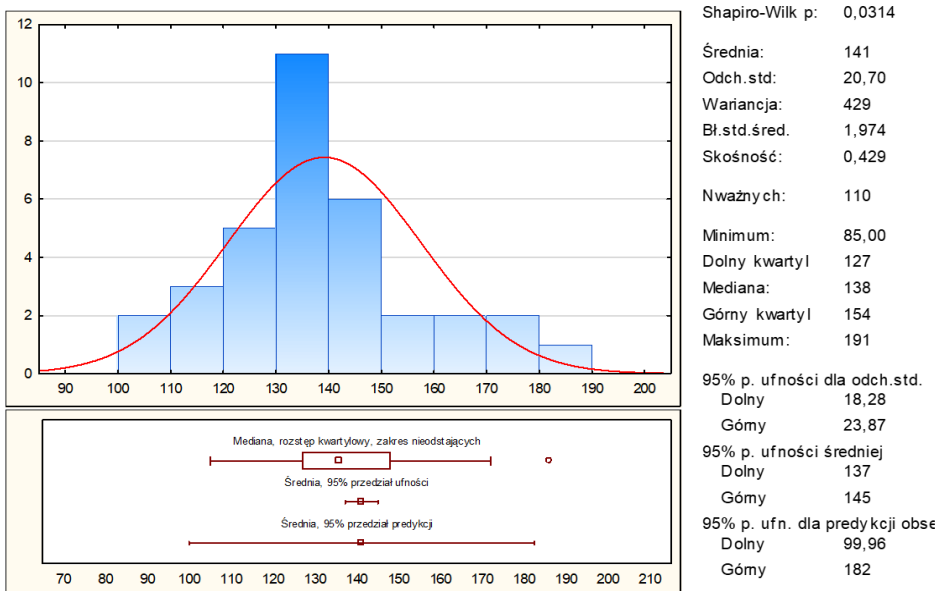 12
10
8
6
4
2
0
90 100 110 120 130 140 150 160 170 180 190 200
Mediana, rozstęp kwartylowy, zakres nieodstających
Średnia, 95% przedział ufności
Średnia, 95% przedział predykcji
70 80 90 100 110 120 130 140 150 160 170 180 190 200 210
Shapiro-Wilk p: 0,0314
Średnia: 141
Odch.std: 20,70
Wariancja: 429
Bł.std.śred. 1,974
Skośność: 0,429
Nważnych: 110
Minimum: 85,00
Dolny kwartyl 127
Mediana: 138
Górny kwartyl 154
Maksimum: 191
95% p. ufności dla odch.std.
Dolny 18,28
Górny 23,87
95% p. ufności średniej
Dolny 137
Górny 145
95% p. ufn. dla predykcji obse
Dolny 99,96
Górny 182